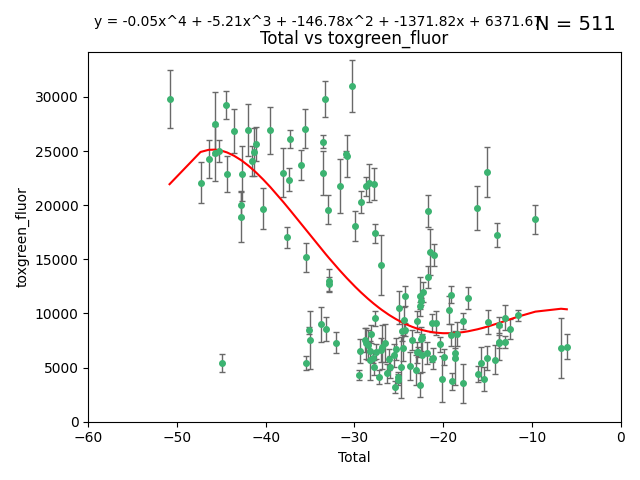 y = -0.05x^4 + -5.21x^3 + -146.78x^2 + -1371.82x + 6371.67
N = 511
Total vs toxgreen_fluor
30000
25000
20000
15000
10000
5000
0
toxgreen_fluor
−60
−50
−40
−30
−20
−10
0
Total